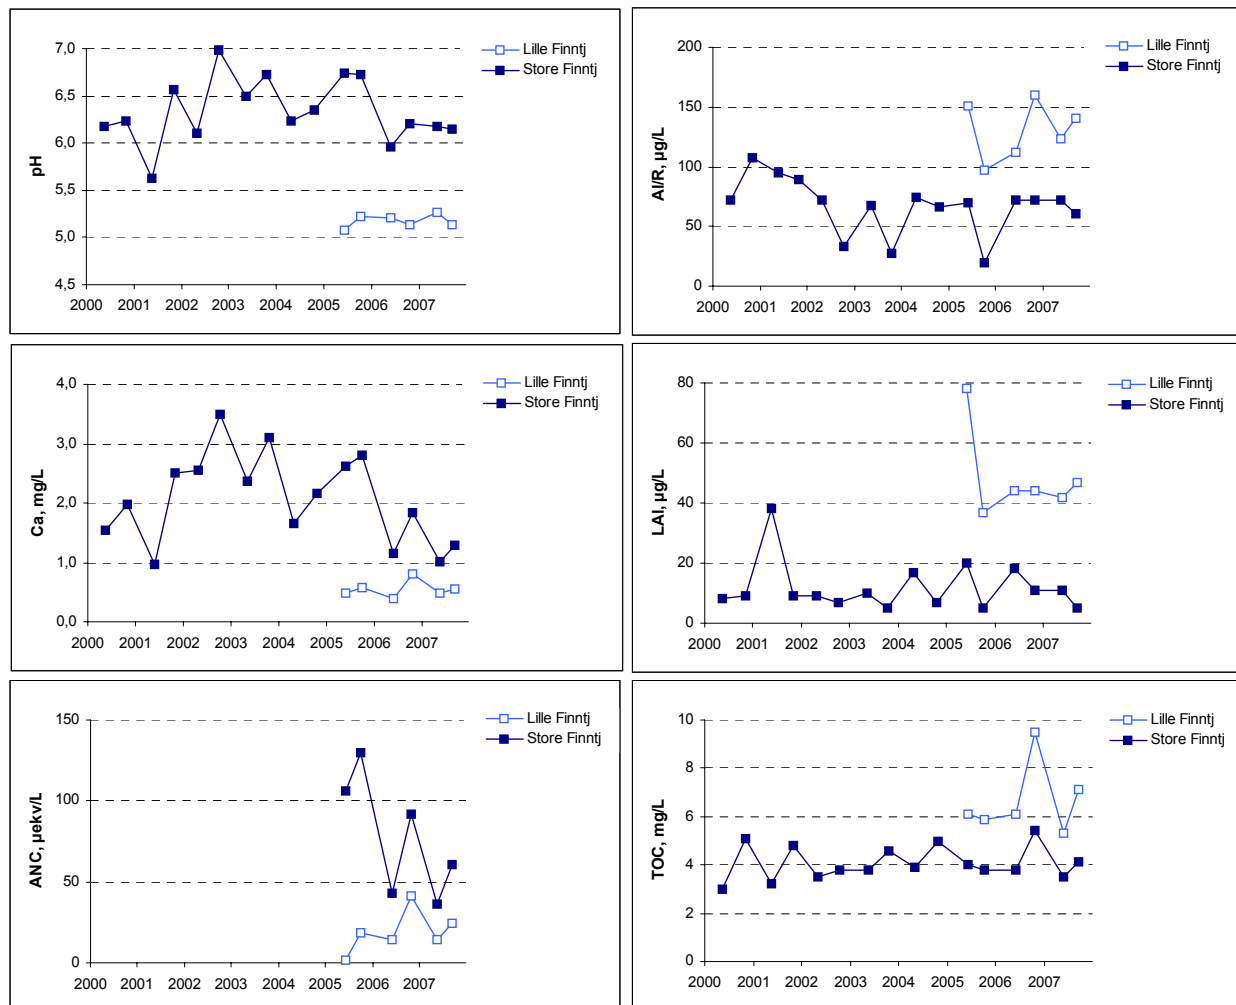 7,0
6,5
6,0
5,5
5,0
4,5
pH
2000 2001 2002 2003 2004 2005 2006 2007
Lille Finntj
Store Finntj
200
150
100
50
0
Al/R, µg/L
2000 2001 2002 2003 2004 2005 2006 2007
Lille Finntj
Store Finntj
4,0
3,0
2,0
1,0
0,0
Ca, mg/L
2000 2001 2002 2003 2004 2005 2006 2007
Lille Finntj
Store Finntj
80
60
40
20
0
LAl, µg/L
2000 2001 2002 2003 2004 2005 2006 2007
Lille Finntj
Store Finntj
150
100
50
0
ANC, µekv/L
2000 2001 2002 2003 2004 2005 2006 2007
Lille Finntj
Store Finntj
10
8
6
4
2
0
TOC, mg/L
2000 2001 2002 2003 2004 2005 2006 2007
Lille Finntj
Store Finntj